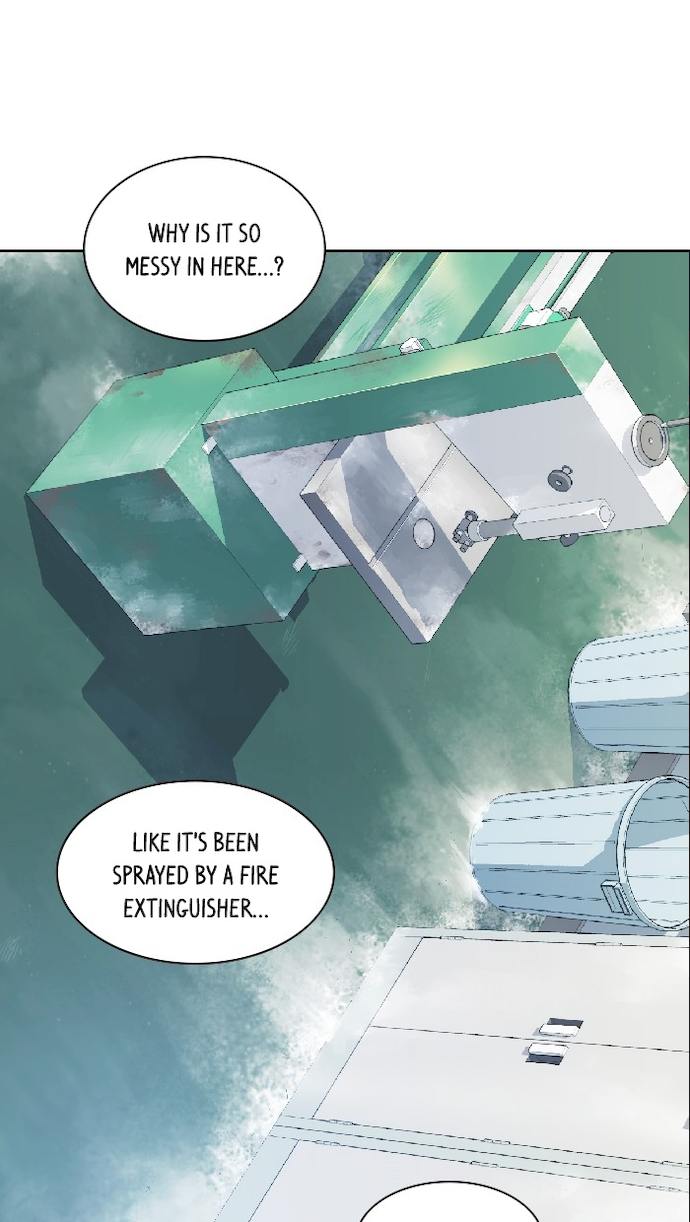 WHY IS IT SO
MESSY IN HERE...?
LIKE IT'S BEEN
SPRAYED BY A FIRE
EXTINGUISHER...